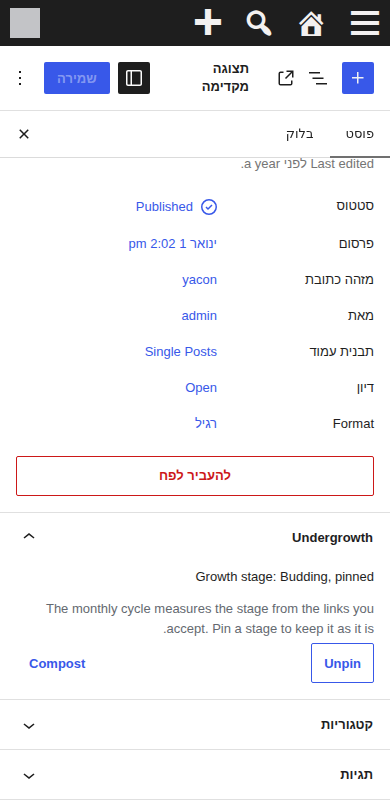 תצוגה
מקדימה
שמירה
פוסט
בלוק
Last edited לפני a year.
סטטוס
Published
פרסום
ינואר 1 2:02 pm
מזהה כתובת
yacon
מאת
admin
תבנית עמוד
Single Posts
דיון
Open
Format
רגיל
להעביר לפח
Undergrowth
Growth stage: Budding, pinned
The monthly cycle measures the stage from the links you
accept. Pin a stage to keep it as it is.
Unpin
Compost
קטגוריות
תגיות